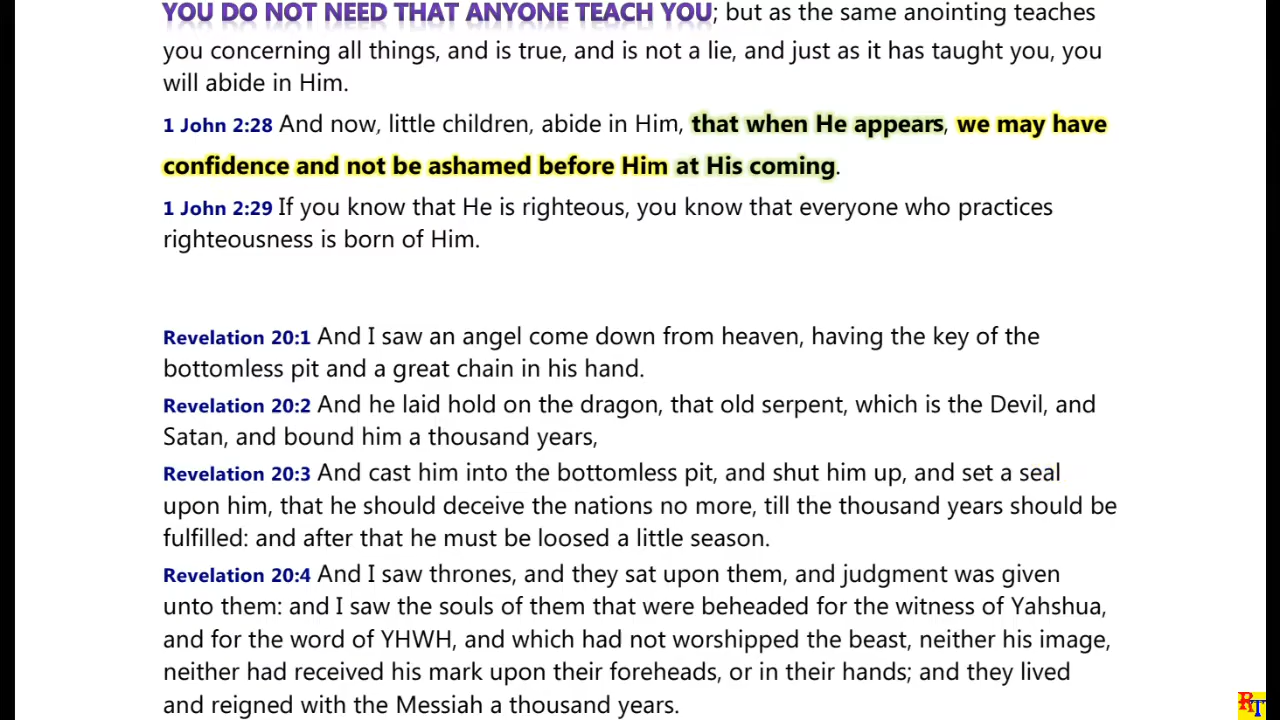 YOU DO NOT NEED THAT ANYONE TEACH YOU; but as the same anointing teaches
you concerning all things, and is true, and is not a lie, and just as it has taught you, you
will abide in Him.
1 John 2:28 And now, little children, abide in Him, that when He appears, we may have
confidence and not be ashamed before Him at His coming.
1 John 2:29 If you know that He is righteous, you know that everyone who practices
righteousness is born of Him.
Revelation 20:1 And I saw an angel come down from heaven, having the key of the
bottomless pit and a great chain in his hand.
Revelation 20:2 And he laid hold on the dragon, that old serpent, which is the Devil, and
Satan, and bound him a thousand years,
Revelation 20:3 And cast him into the bottomless pit, and shut him up, and set a seal
upon him, that he should deceive the nations no more, till the thousand years should be
fulfilled: and after that he must be loosed a little season.
Revelation 20:4 And I saw thrones, and they sat upon them, and judgment was given
unto them: and I saw the souls of them that were beheaded for the witness of Yahshua,
and for the word of YHWH, and which had not worshipped the beast, neither his image,
neither had received his mark upon their foreheads, or in their hands; and they lived
and reigned with the Messiah a thousand years.
RT